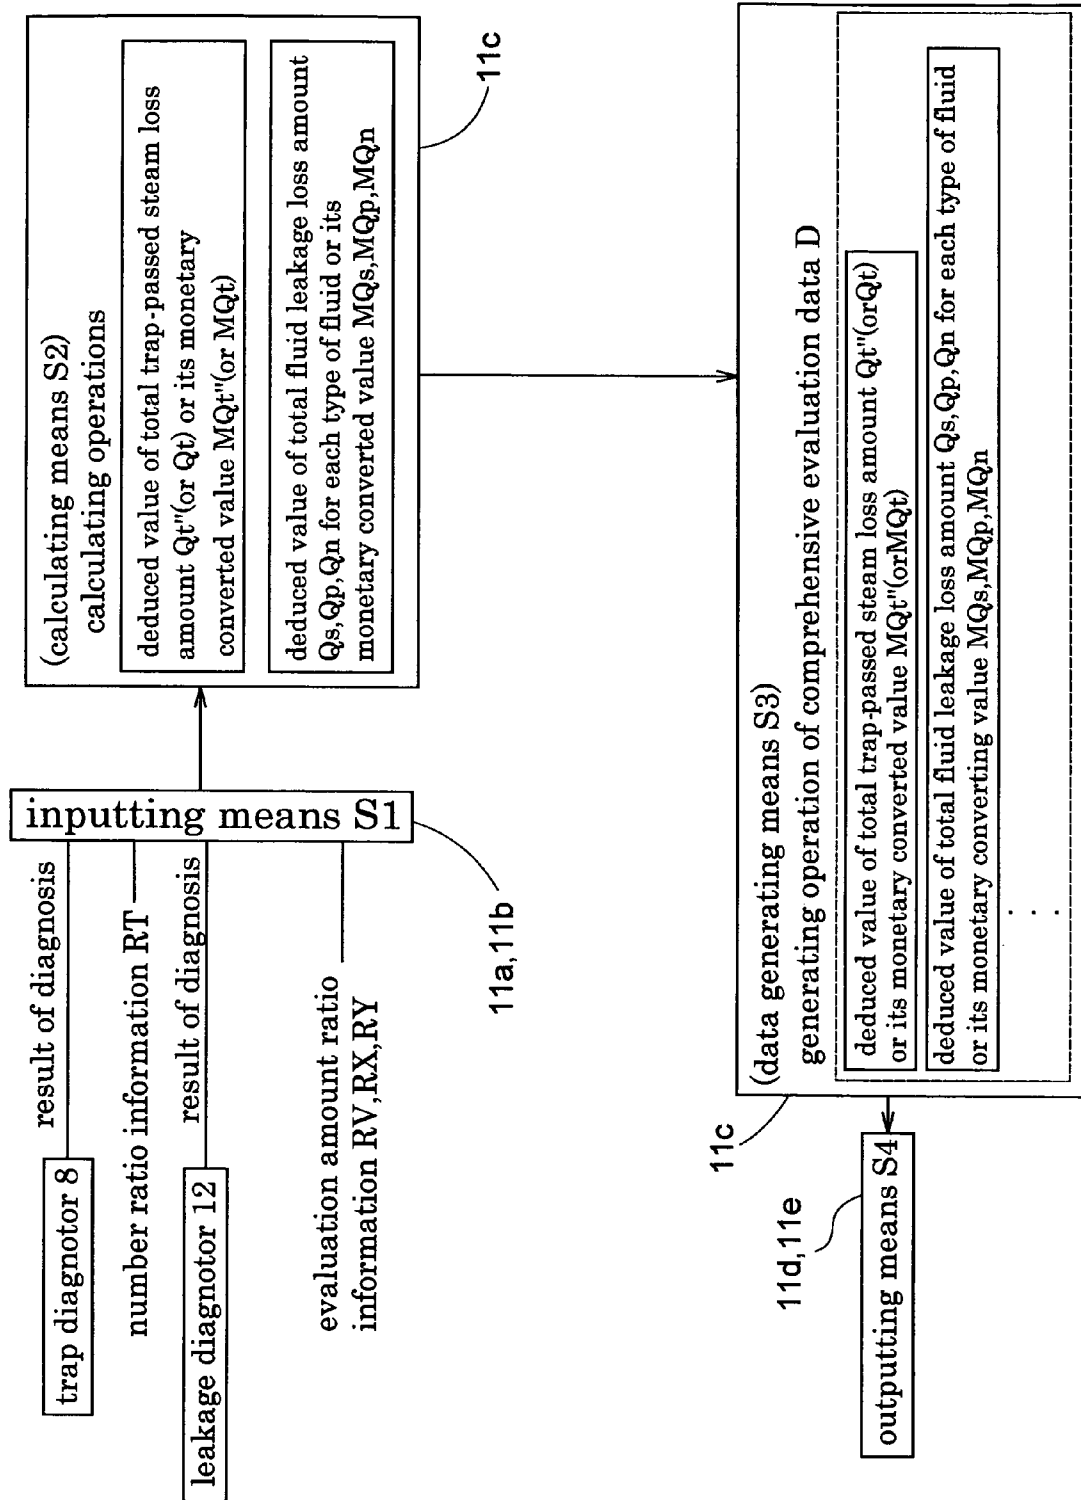 trap diagnotor 8
result of diagnosis
number ratio information RT
leakage diagnotor 12
result of diagnosis
evaluation amount ratio
information RV,RX,RY
inputting means S1
11a,11b
(calculating means S2)
calculating operations
deduced value of total trap-passed steam loss
amount Qt"(or Qt) or its monetary
converted value MQt"(or MQt)
deduced value of total fluid leakage loss amount
Qs,Qp,Qn for each type of fluid or its
monetary converted value MQs,MQp,MQn
11c
(data generating means S3)
generating operation of comprehensive evaluation data D
deduced value of total trap-passed steam loss amount Qt"(orQt)
or its monetary converted value MQt"(orMQt)
deduced value of total fluid leakage loss amount Qs,Qp,Qn for each type of fluid
or its monetary converting value MQs,MQp,MQn
. . .
11c
outputting means S4
11d,11e